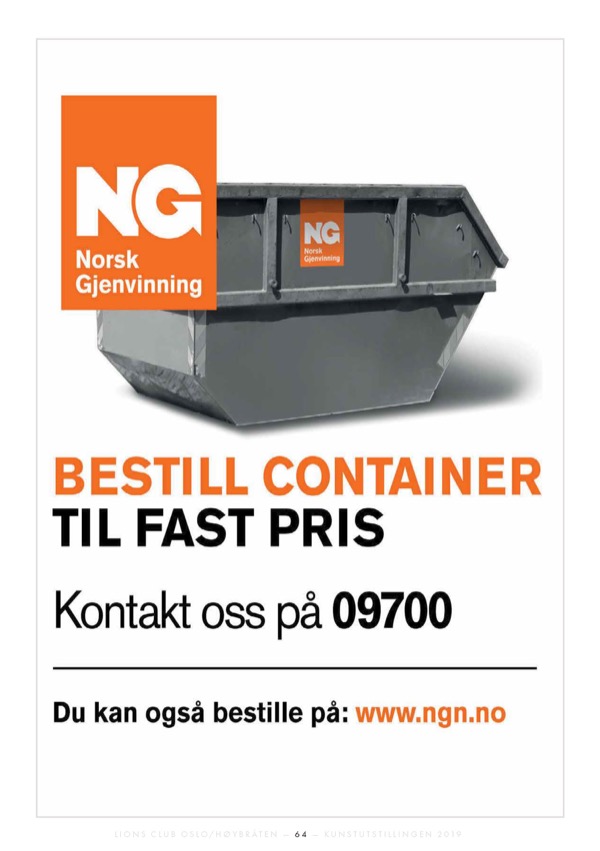 NG
Norsk
Gjenvinning
NG
Norsk
Gjenvinning
BESTILL CONTAINER
TIL FAST PRIS
Kontakt oss på 09700
Du kan også bestille på: www.ngn.no
LIONS CLUB OSLO/HØYBRÅTEN – 64 – KUNSTUTSTILLINGEN 2019